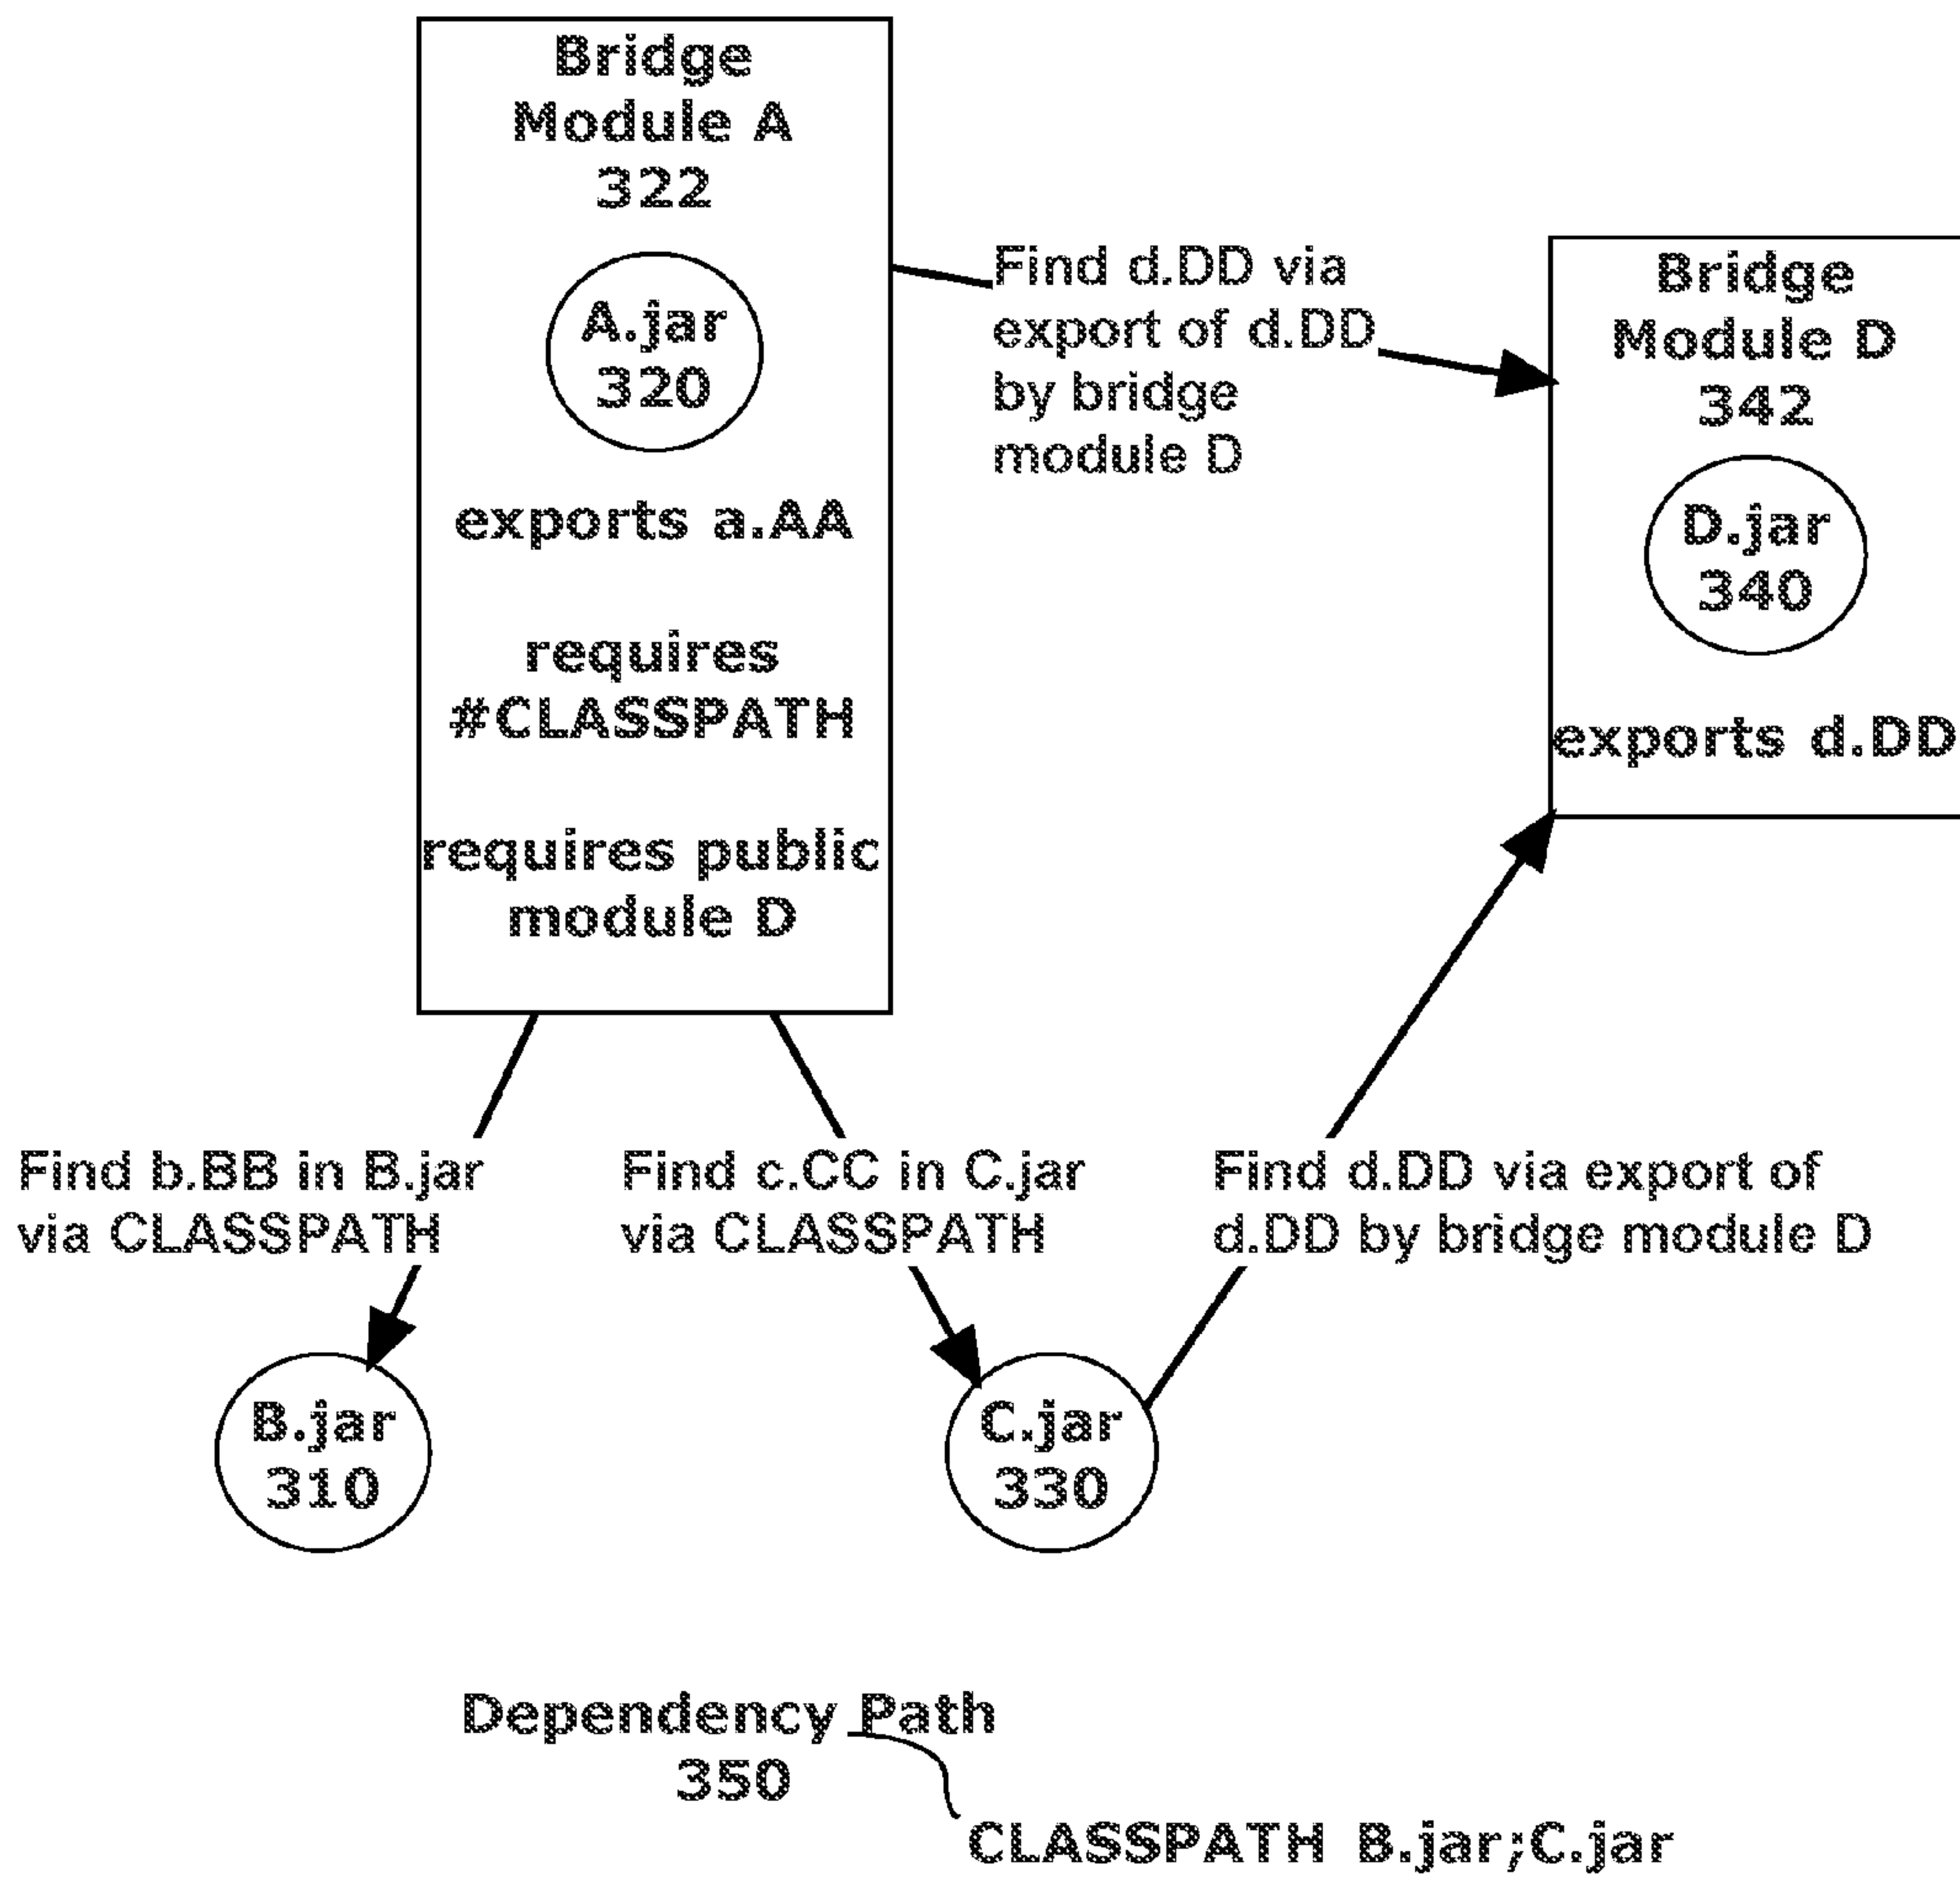 Bridge
Module A
322
A.jar
320
exports a.AA
requires
#CLASSPATH
requires public
module D
Find d.DD via
export of d.DD
by bridge
module D
Bridge
Module D
342
D.jar
340
exports d.DD
Find b.BB in B.jar
via CLASSPATH
Find c.CC in C.jar
via CLASSPATH
Find d.DD via export of
d.DD by bridge module D
B.jar
310
C.jar
330
Dependency Path
350
CLASSPATH B.jar;C.jar